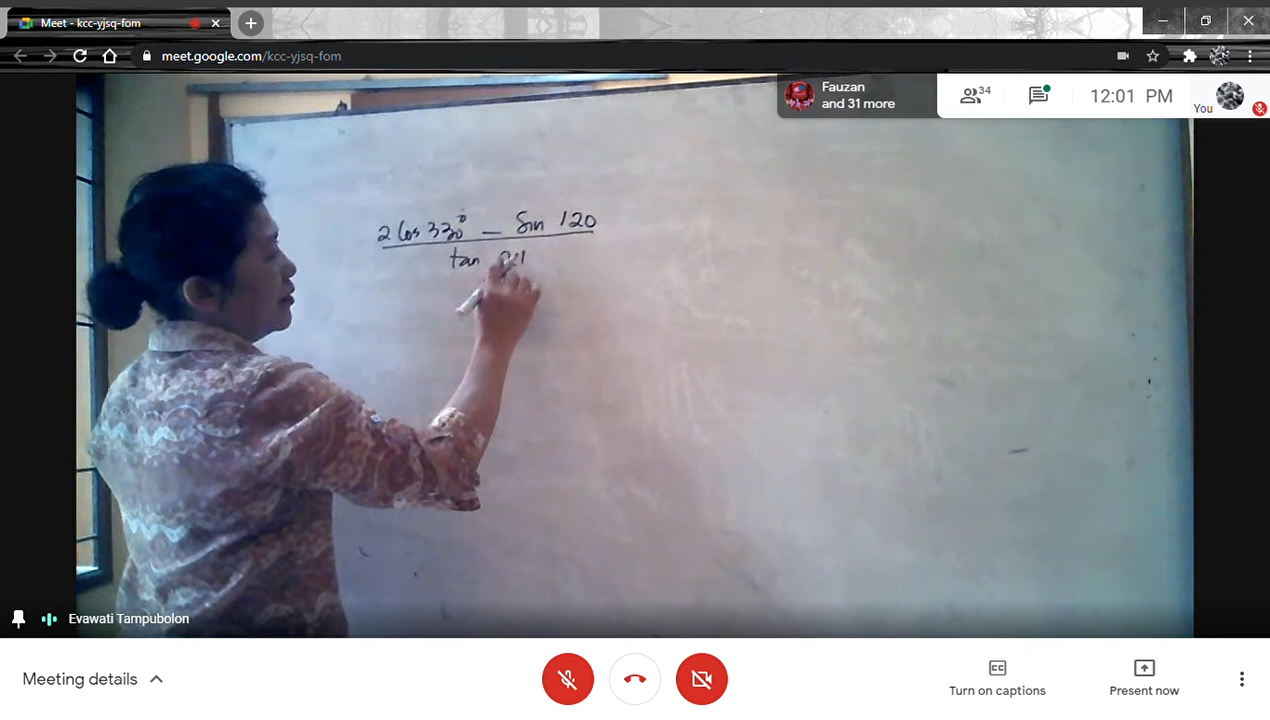 Meet - kcc-yjsq-fom
meet.google.com/kcc-yjsq-fom
Fauzan
and 31 more
34
12:01 PM
You
2 Cos 330° - Sin 120
tan
Evawati Tampubolon
Meeting details
Turn on captions
Present now